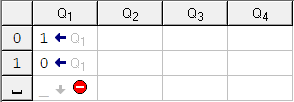 Q1 Q2 Q3 Q4
0 1 ← Q1
1 0 ← Q1
⎵ _ ↓ ⛔